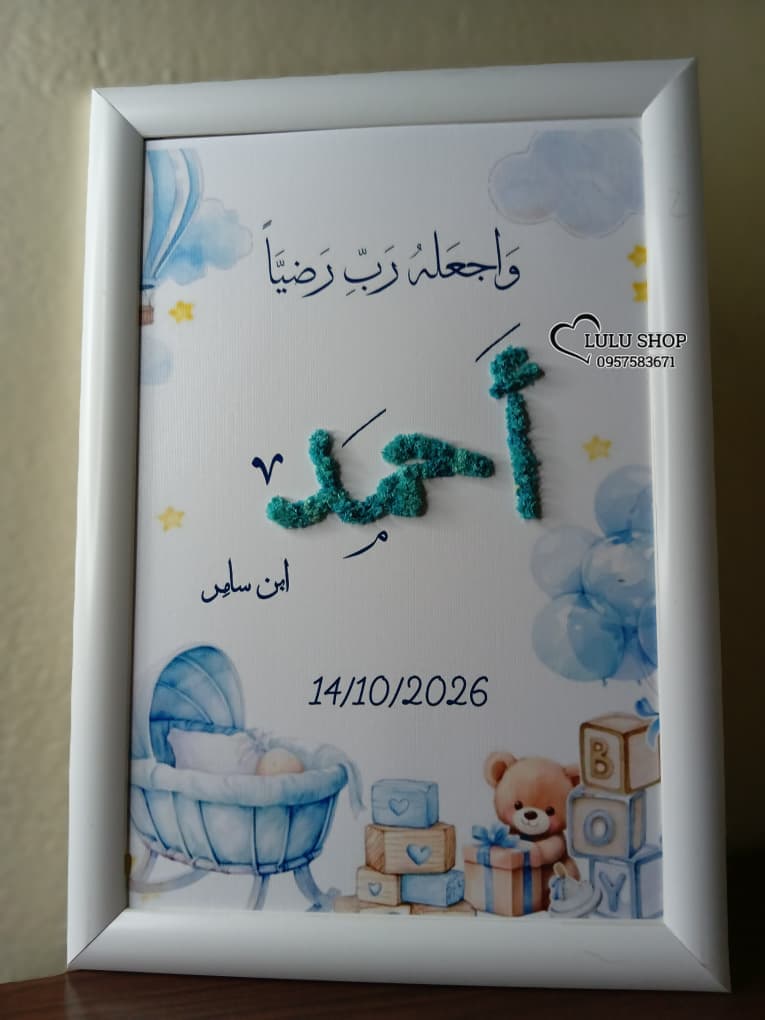 وَاجعَلهُ رَبِّ رَضيَّاً
LULU SHOP
0957583671
أَحمَد
ابن سامِر
14/10/2026
B
O
Y